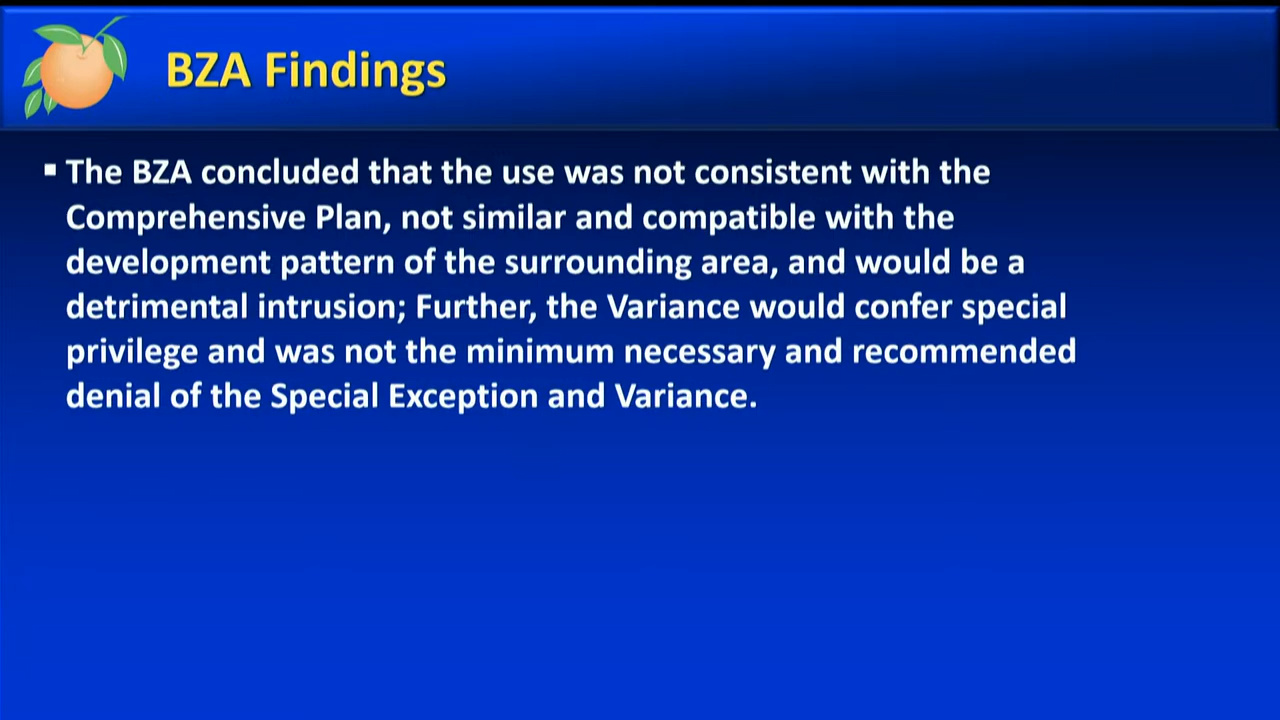 BZA Findings
▪ The BZA concluded that the use was not consistent with the
Comprehensive Plan, not similar and compatible with the
development pattern of the surrounding area, and would be a
detrimental intrusion; Further, the Variance would confer special
privilege and was not the minimum necessary and recommended
denial of the Special Exception and Variance.